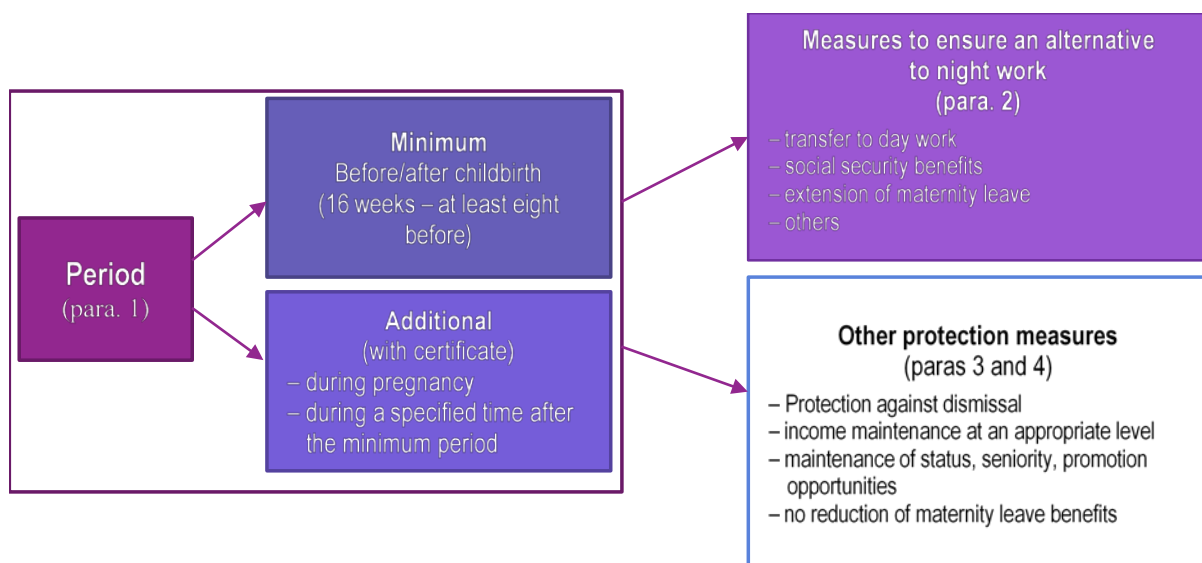 Period
(para. 1)
Minimum
Before/after childbirth
(16 weeks – at least eight
before)
Additional
(with certificate)
– during pregnancy
– during a specified time after
the minimum period
Measures to ensure an alternative
to night work
(para. 2)
– transfer to day work
– social security benefits
– extension of maternity leave
– others
Other protection measures
(paras 3 and 4)
– Protection against dismissal
– income maintenance at an appropriate level
– maintenance of status, seniority, promotion
opportunities
– no reduction of maternity leave benefits